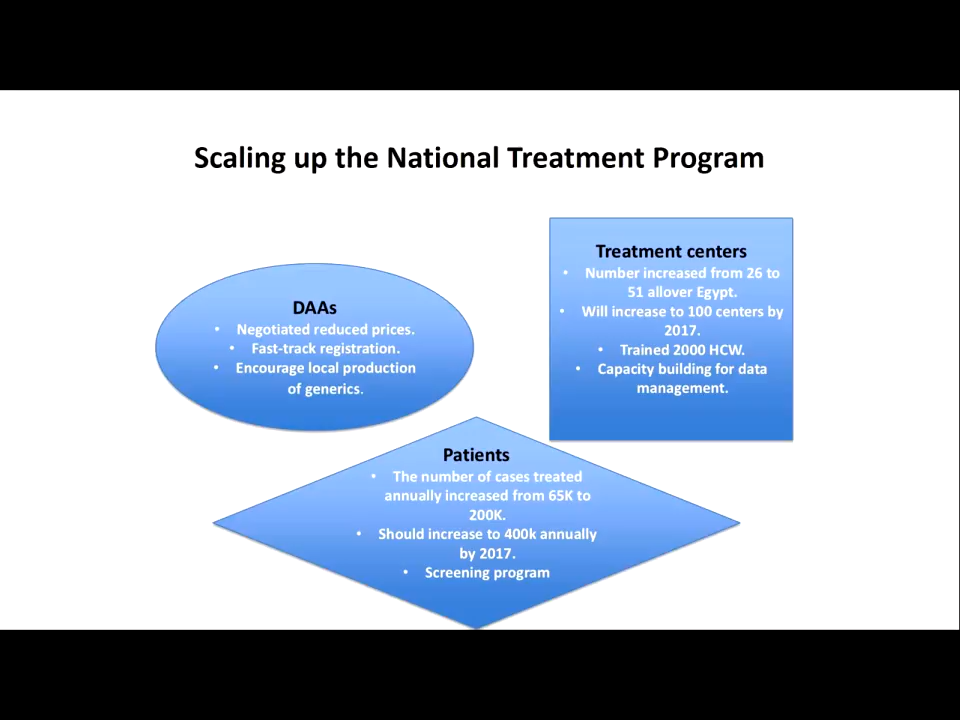 Scaling up the National Treatment Program
DAAs
• Negotiated reduced prices.
• Fast-track registration.
• Encourage local production
of generics.
Treatment centers
• Number increased from 26 to
51 allover Egypt.
• Will increase to 100 centers by
2017.
• Trained 2000 HCW.
• Capacity building for data
management.
Patients
• The number of cases treated
annually increased from 65K to
200K.
• Should increase to 400k annually
by 2017.
• Screening program